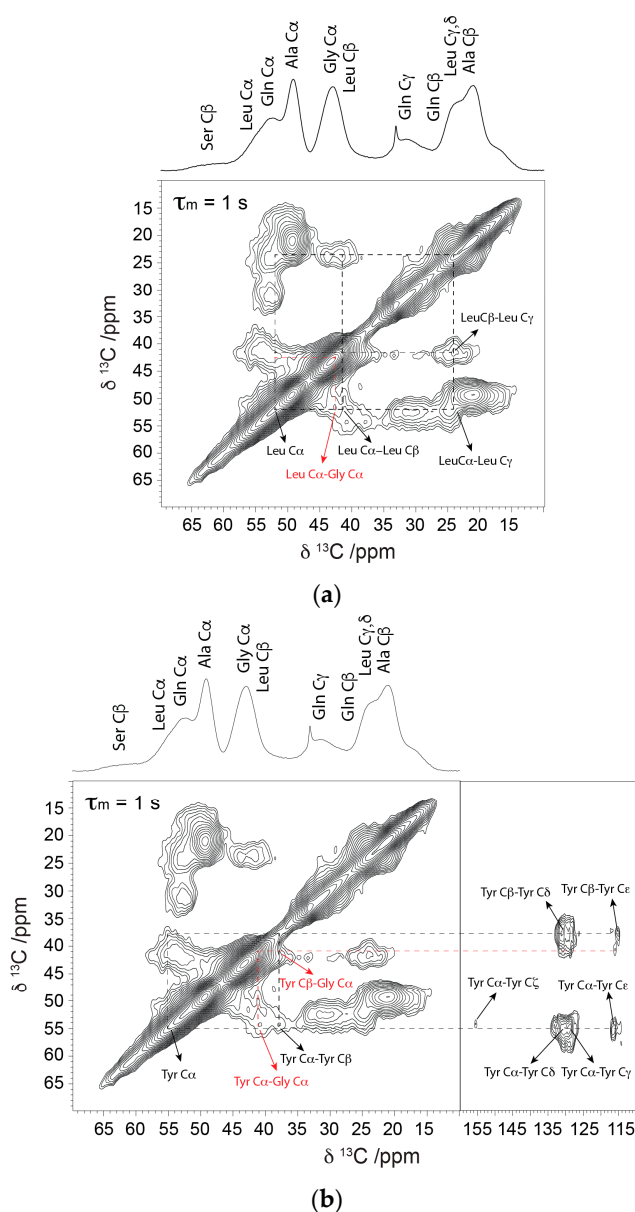 Ser Cβ
Leu Cα
Gln Cα
Ala Cα
Gly Cα
Leu Cβ
Gln Cγ
Gln Cβ
Leu Cγ,δ
Ala Cβ
τm = 1 s
15
20
25
30
35
40
45
50
55
60
65
δ 13C /ppm
LeuCβ-Leu Cγ
Leu Cα
Leu Cα–Leu Cβ
LeuCα-Leu Cγ
Leu Cα-Gly Cα
65 60 55 50 45 40 35 30 25 20 15
δ 13C /ppm
(a)
Ser Cβ
Leu Cα
Gln Cα
Ala Cα
Gly Cα
Leu Cβ
Gln Cγ
Gln Cβ
Leu Cγ,δ
Ala Cβ
τm = 1 s
15
20
25
30
35
40
45
50
55
60
65
δ 13C /ppm
Tyr Cβ-Tyr Cδ Tyr Cβ-Tyr Cε
Tyr Cβ-Gly Cα
Tyr Cα-Tyr Cζ Tyr Cα-Tyr Cε
Tyr Cα Tyr Cα-Tyr Cβ
Tyr Cα-Tyr Cδ Tyr Cα-Tyr Cγ
Tyr Cα-Gly Cα
65 60 55 50 45 40 35 30 25 20 15 155 145 135 125 115
δ 13C /ppm
(b)